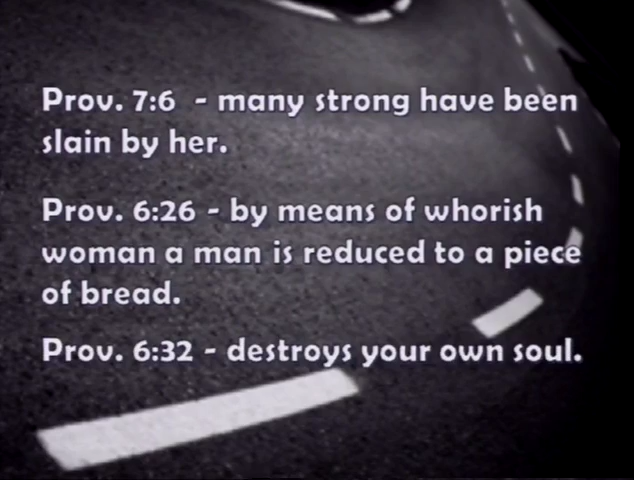 Prov. 7:6 - many strong have been
slain by her.
Prov. 6:26 - by means of whorish
woman a man is reduced to a piece
of bread.
Prov. 6:32 - destroys your own soul.